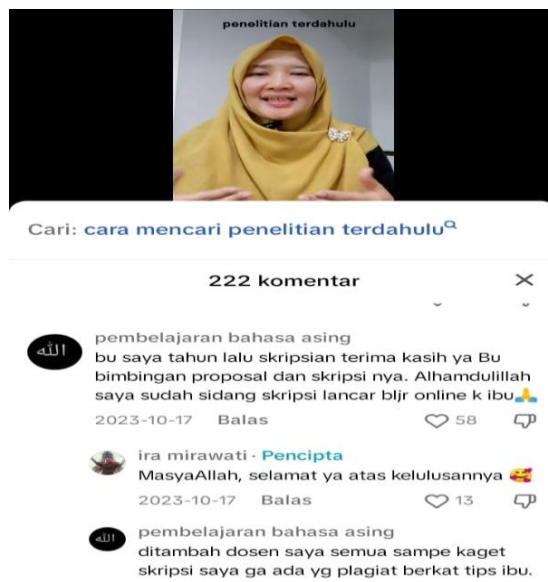 penelitian terdahulu
Cari: cara mencari penelitian terdahulu
222 komentar
الله
pembelajaran bahasa asing
bu saya tahun lalu skripsian terima kasih ya Bu
bimbingan proposal dan skripsi nya. Alhamdulillah
saya sudah sidang skripsi lancar bljr online k ibu🙏
2023-10-17 Balas 58
ira mirawati · Pencipta
MasyaAllah, selamat ya atas kelulusannya 🥰
2023-10-17 Balas 13
الله
pembelajaran bahasa asing
ditambah dosen saya semua sampe kaget
skripsi saya ga ada yg plagiat berkat tips ibu.